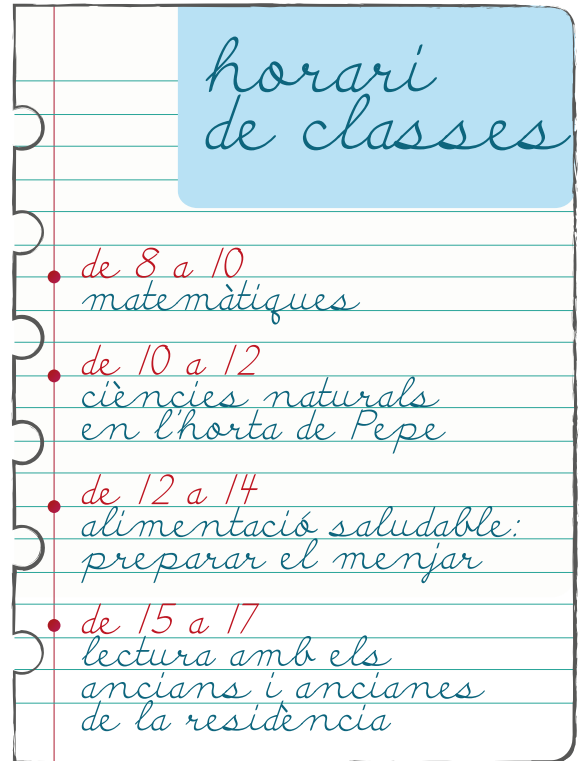 horari
de classes
de 8 a 10
matemàtiques
de 10 a 12
ciències naturals
en l'horta de Pepe
de 12 a 14
alimentació saludable:
preparar el menjar
de 15 a 17
lectura amb els
ancians i ancianes
de la residència